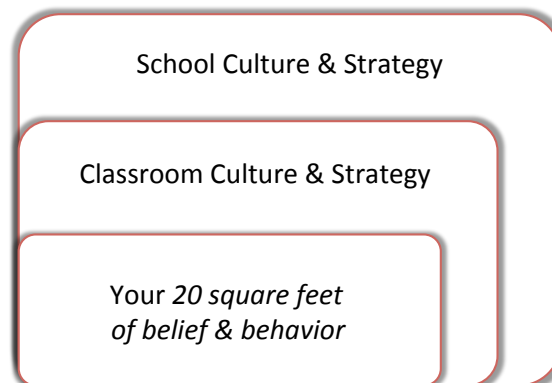 School Culture & Strategy
Classroom Culture & Strategy
Your 20 square feet
of belief & behavior